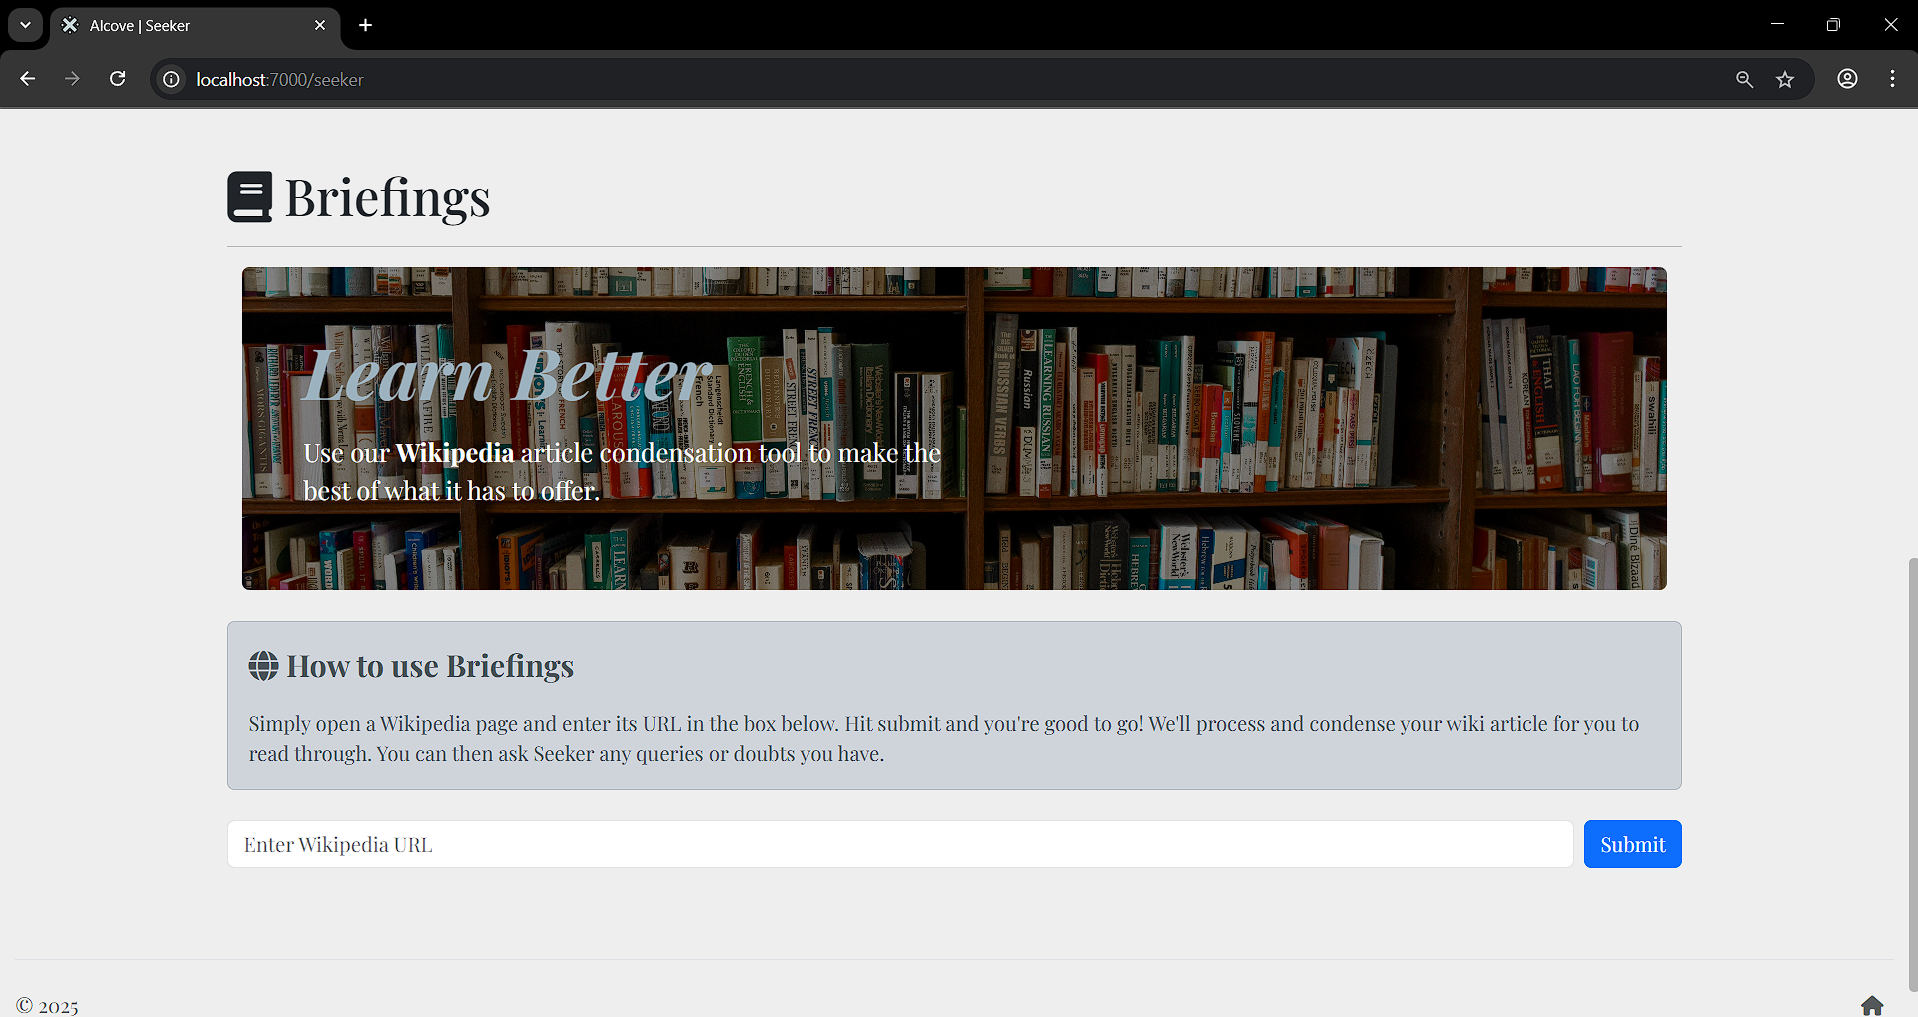 Alcove | Seeker
localhost:7000/seeker
Briefings
Learn Better
Use our Wikipedia article condensation tool to make the
best of what it has to offer.
How to use Briefings
Simply open a Wikipedia page and enter its URL in the box below. Hit submit and you're good to go! We'll process and condense your wiki article for you to
read through. You can then ask Seeker any queries or doubts you have.
Enter Wikipedia URL
Submit
© 2025